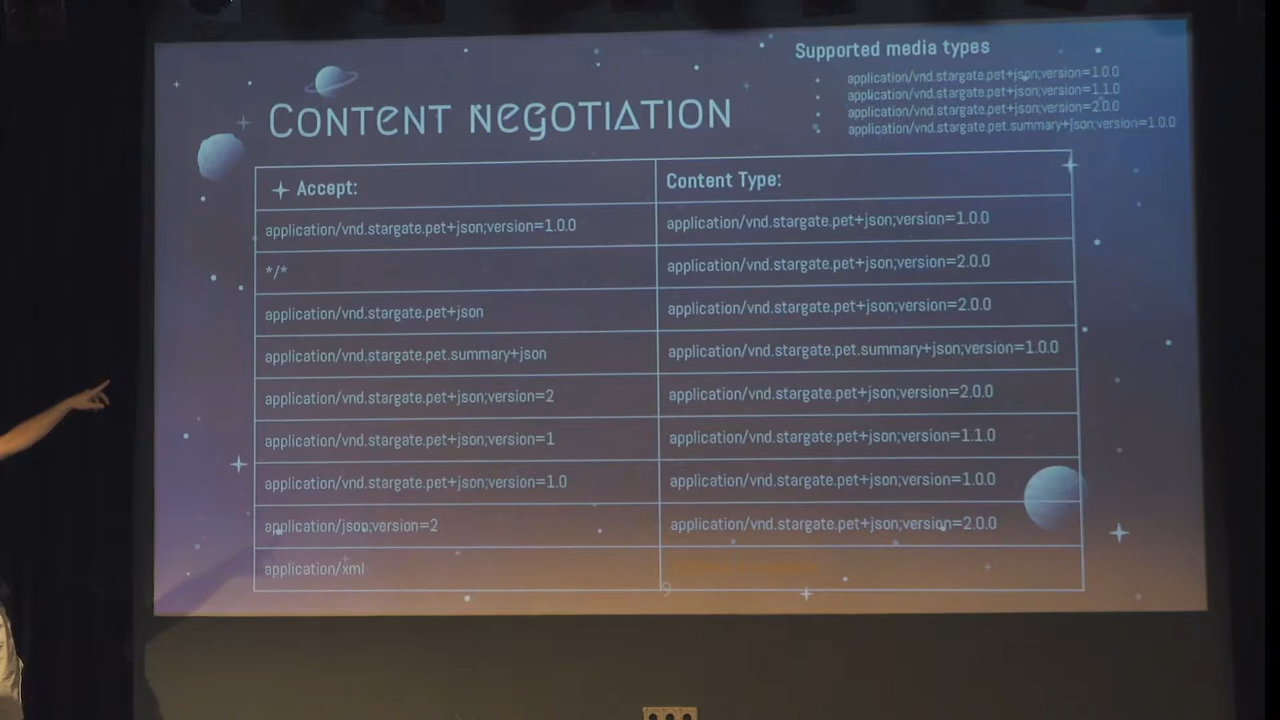 Supported media types
application/vnd.stargate.pet+json;version=1.0.0
application/vnd.stargate.pet+json;version=1.1.0
application/vnd.stargate.pet+json;version=2.0.0
application/vnd.stargate.pet.summary+json;version=1.0.0
Content negotiation
Accept: Content Type:
application/vnd.stargate.pet+json;version=1.0.0 application/vnd.stargate.pet+json;version=1.0.0
*/* application/vnd.stargate.pet+json;version=2.0.0
application/vnd.stargate.pet+json application/vnd.stargate.pet+json;version=2.0.0
application/vnd.stargate.pet.summary+json application/vnd.stargate.pet.summary+json;version=1.0.0
application/vnd.stargate.pet+json;version=2 application/vnd.stargate.pet+json;version=2.0.0
application/vnd.stargate.pet+json;version=1 application/vnd.stargate.pet+json;version=1.1.0
application/vnd.stargate.pet+json;version=1.0 application/vnd.stargate.pet+json;version=1.0.0
application/json;version=2 application/vnd.stargate.pet+json;version=2.0.0
application/xml
9